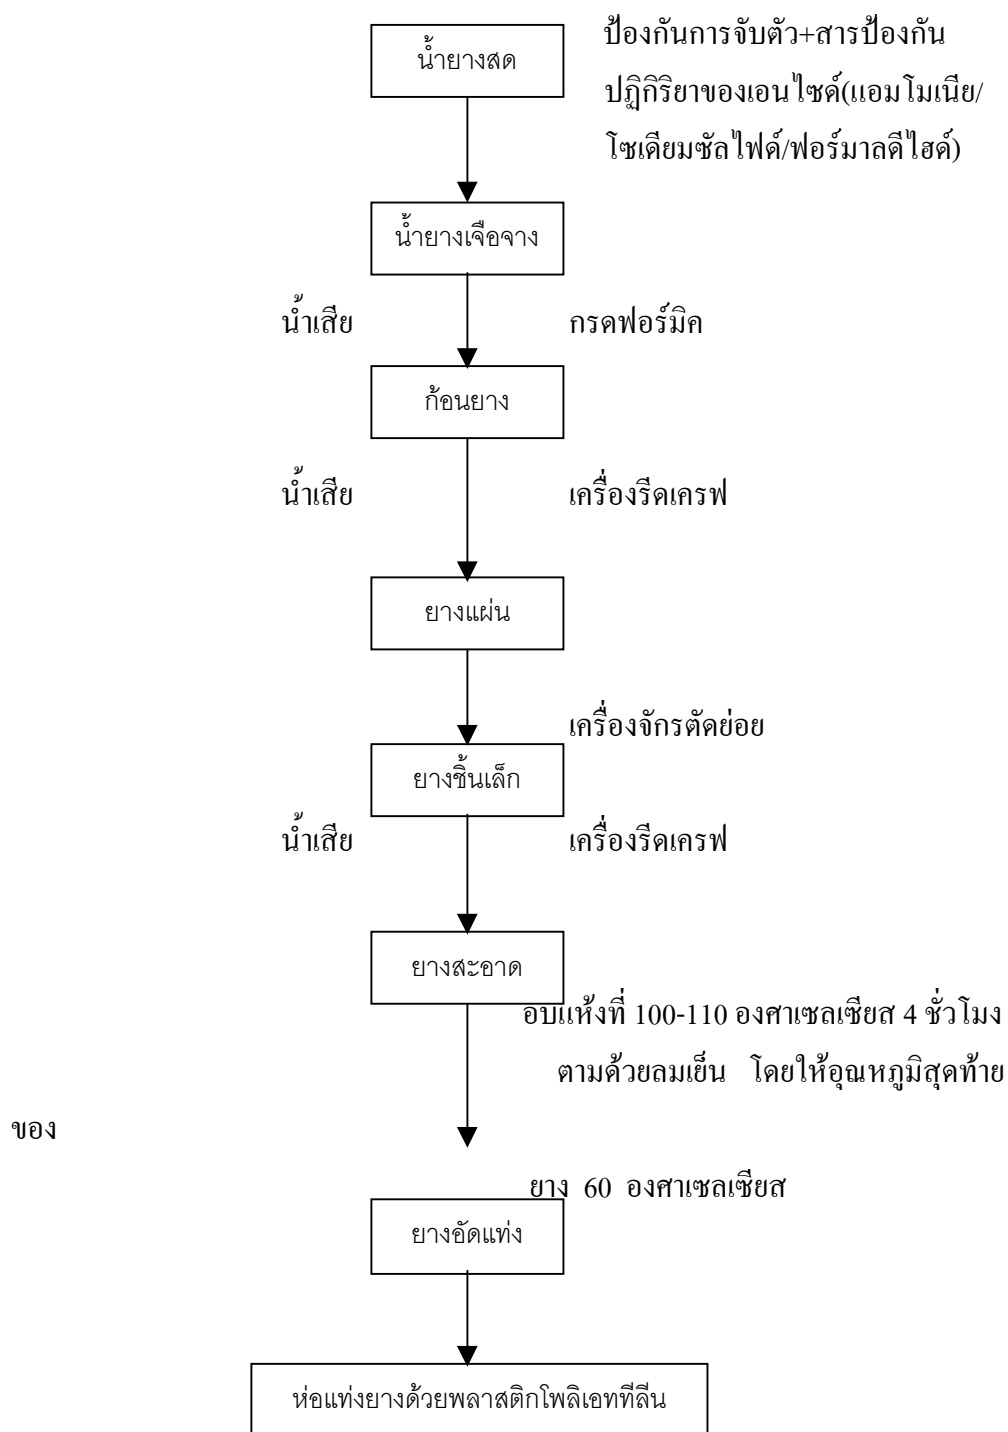 ป้องกันการจับตัว+สารป้องกัน
น้ำยางสด
ปฏิกิริยาของเอนไซด์(แอมโมเนีย/
โซเดียมซัลไฟด์/ฟอร์มาลดีไฮด์)
น้ำยางเจือจาง
น้ำเสีย กรดฟอร์มิค
ก้อนยาง
น้ำเสีย เครื่องรีดเครฟ
ยางแผ่น
เครื่องจักรตัดย่อย
ยางชิ้นเล็ก
น้ำเสีย เครื่องรีดเครฟ
ยางสะอาด
อบแห้งที่ 100-110 องศาเซลเซียส 4 ชั่วโมง
ตามด้วยลมเย็น โดยให้อุณหภูมิสุดท้าย
ของ
ยาง 60 องศาเซลเซียส
ยางอัดแท่ง
ห่อแท่งยางด้วยพลาสติกโพลิเอททีลีน